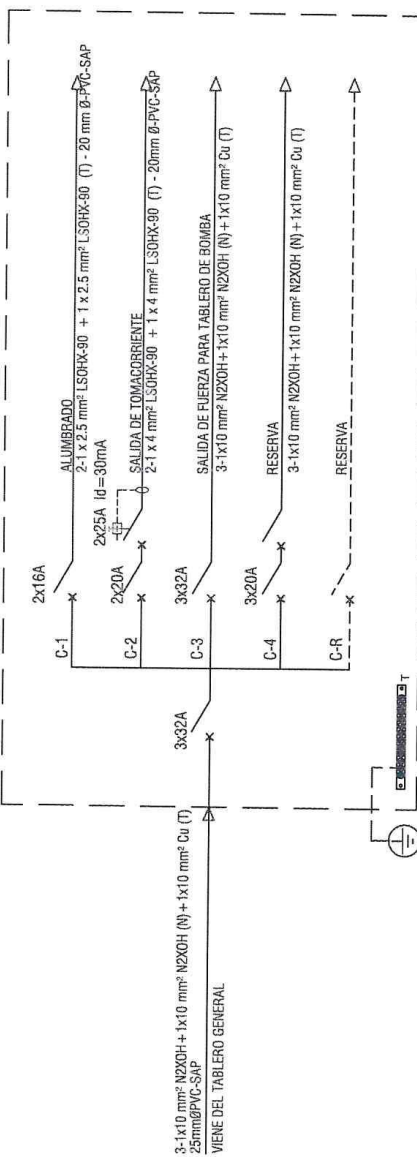 3-1x10 mm² N2XOH+1x10 mm² N2XOH (N)+1x10 mm² Cu (T)
25mmØPVC-SAP
VIENE DEL TABLERO GENERAL
3x32A
C-1
2x16A
ALUMBRADO
2-1 x 2.5 mm² LSOHX-90 + 1 x 2.5 mm² LSOHX-90 (T) - 20 mm Ø-PVC-SAP
C-2
2x20A
2x25A Id=30mA
SALIDA DE TOMACORRIENTE
2-1 x 4 mm² LSOHX-90 + 1 x 4 mm² LSOHX-90 (T) - 20mm Ø-PVC-SAP
C-3
3x32A
SALIDA DE FUERZA PARA TABLERO DE BOMBA
3-1x10 mm² N2XOH+1x10 mm² N2XOH (N)+1x10 mm² Cu (T)
C-4
3x20A
RESERVA
3-1x10 mm² N2XOH+1x10 mm² N2XOH (N)+1x10 mm² Cu (T)
C-R
RESERVA
T